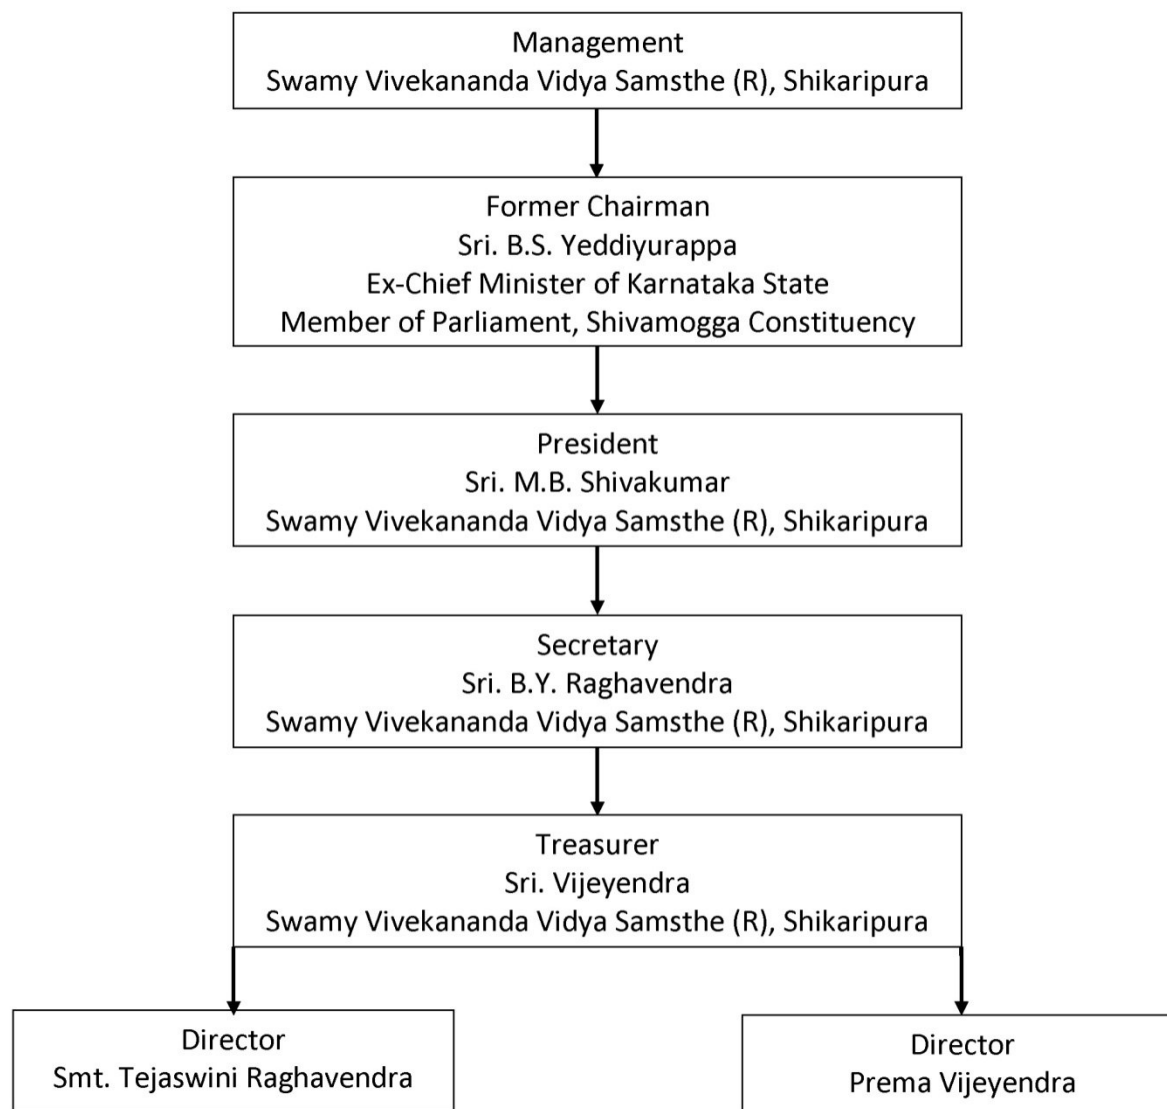 Management
Swamy Vivekananda Vidya Samsthe (R), Shikaripura
Former Chairman
Sri. B.S. Yeddiyurappa
Ex-Chief Minister of Karnataka State
Member of Parliament, Shivamogga Constituency
President
Sri. M.B. Shivakumar
Swamy Vivekananda Vidya Samsthe (R), Shikaripura
Secretary
Sri. B.Y. Raghavendra
Swamy Vivekananda Vidya Samsthe (R), Shikaripura
Treasurer
Sri. Vijeyendra
Swamy Vivekananda Vidya Samsthe (R), Shikaripura
Director
Smt. Tejaswini Raghavendra
Director
Prema Vijeyendra